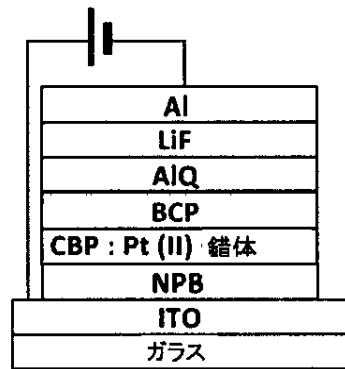 Al
LiF
AlQ
BCP
CBP : Pt (II) 錯体
NPB
ITO
ガラス